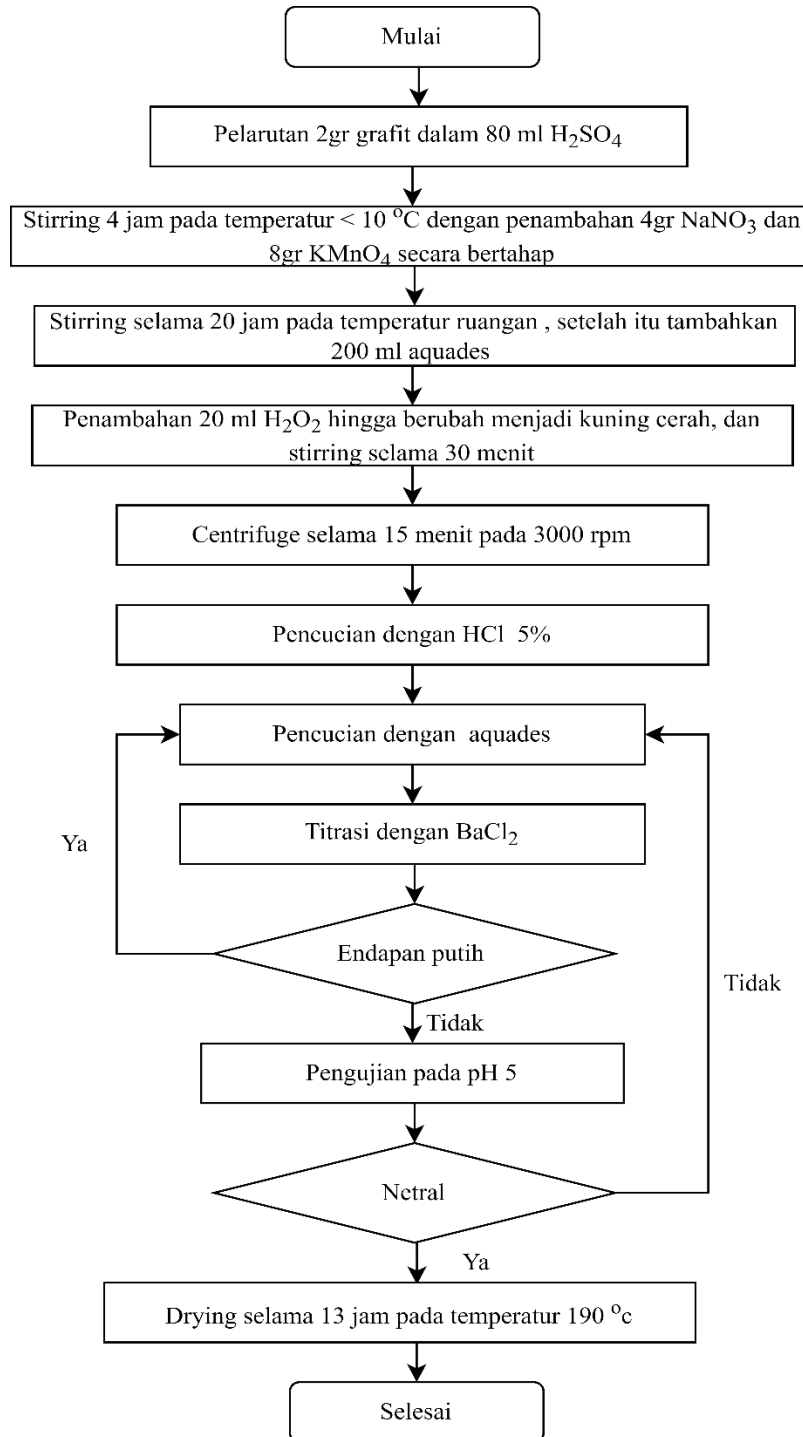 Mulai
Pelarutan 2gr grafit dalam 80 ml H₂SO₄
Stirring 4 jam pada temperatur < 10 °C dengan penambahan 4gr NaNO₃ dan
8gr KMnO₄ secara bertahap
Stirring selama 20 jam pada temperatur ruangan , setelah itu tambahkan
200 ml aquades
Penambahan 20 ml H₂O₂ hingga berubah menjadi kuning cerah, dan
stirring selama 30 menit
Centrifuge selama 15 menit pada 3000 rpm
Pencucian dengan HCl 5%
Pencucian dengan aquades
Titrasi dengan BaCl₂
Ya
Endapan putih
Tidak
Tidak
Pengujian pada pH 5
Netral
Ya
Drying selama 13 jam pada temperatur 190 °c
Selesai